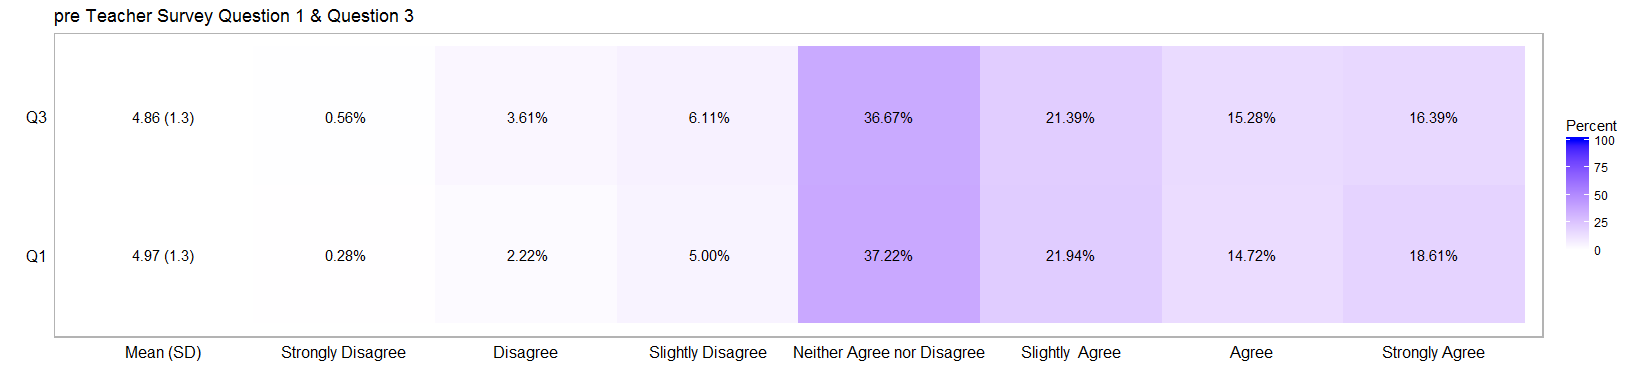 pre Teacher Survey Question 1 & Question 3
Q3 4.86 (1.3) 0.56% 3.61% 6.11% 36.67% 21.39% 15.28% 16.39%
Q1 4.97 (1.3) 0.28% 2.22% 5.00% 37.22% 21.94% 14.72% 18.61%
Mean (SD) Strongly Disagree Disagree Slightly Disagree Neither Agree nor Disagree Slightly  Agree Agree Strongly Agree
Percent
100
75
50
25
0